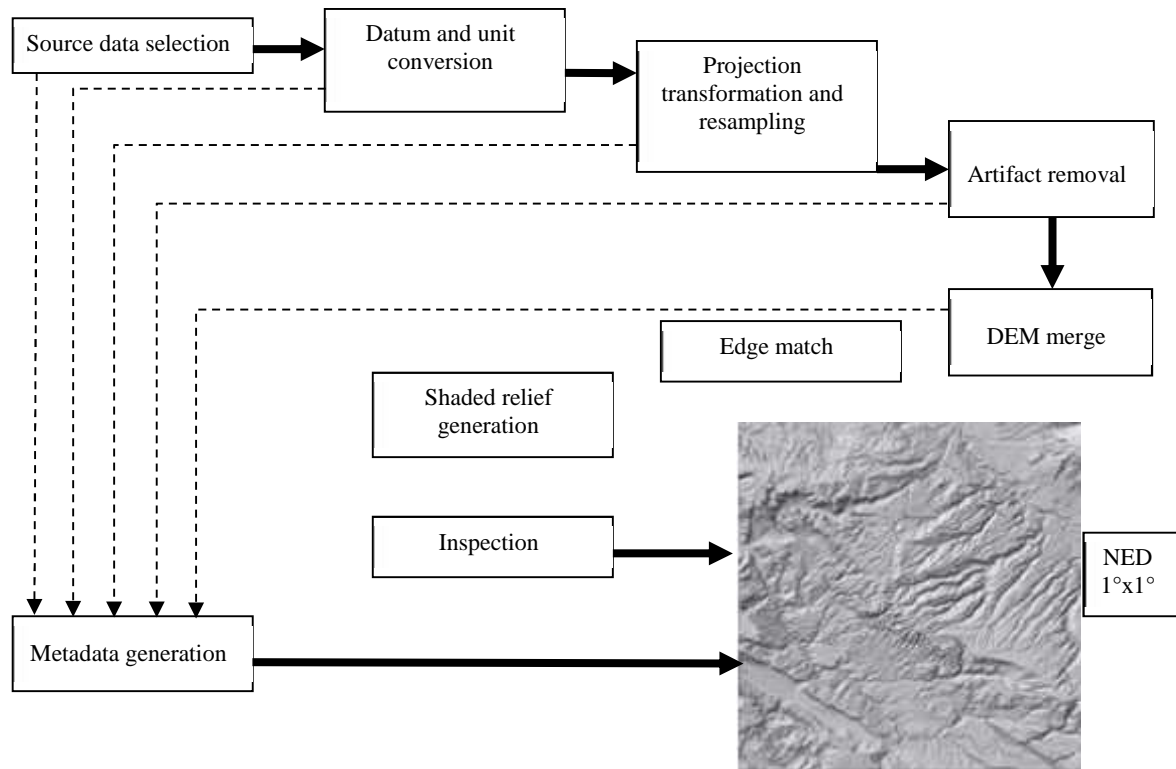 Source data selection
Datum and unit
conversion
Projection
transformation and
resampling
Artifact removal
DEM merge
Edge match
Shaded relief
generation
Inspection
NED
1°x1°
Metadata generation